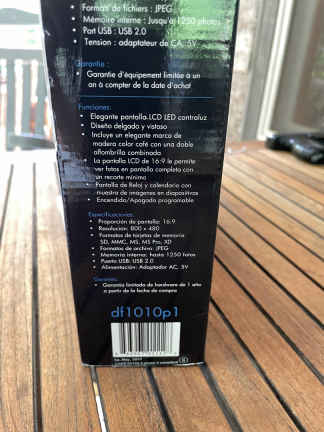 Format de fichiers : JPEG
• Mémoire interne : Jusqu'à 1250 photos
• Port USB : USB 2.0
• Tension : adaptateur de CA, 5V
Garantie :
• Garantie d'équipement limitée à un
an à compter de la date d'achat
Funciones:
• Elegante pantalla LCD LED contraluz
• Diseño delgado y vistoso
• Incluye un elegante marco de
madera color café con una doble
alfombrilla combinada
• La pantalla LCD de 16:9 le permite
ver fotos en pantalla completa con
un recorte mínimo
• Pantalla de Reloj y calendario con
muestra de imágenes en diapositivas
• Encendido/Apagado programable
Especificaciones:
• Proporción de pantalla: 16:9
• Resolución: 800 x 480
• Formatos de tarjetas de memoria
SD, MMC, MS, MS Pro, XD
• Formatos de archivo: JPEG
• Memoria interna: hasta 1250 fotos
• Puerto USB: USB 2.0
• Alimentación: Adaptador AC, 5V
Garantía:
• Garantía limitada de hardware de 1 año
a partir de la fecha de compra
df1010p1